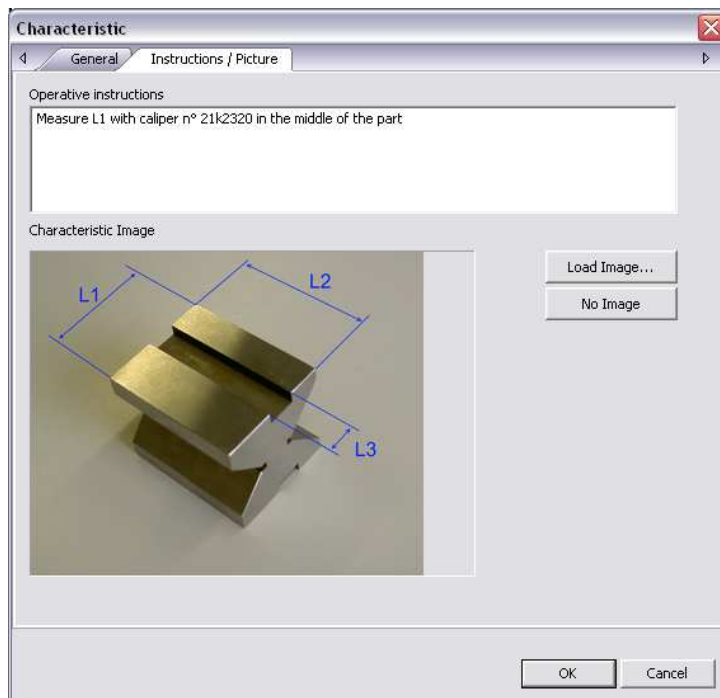 Characteristic
General
Instructions / Picture
Operative instructions
Measure L1 with caliper n° 21k2320 in the middle of the part
Characteristic Image
L1
L2
L3
Load Image...
No Image
OK
Cancel